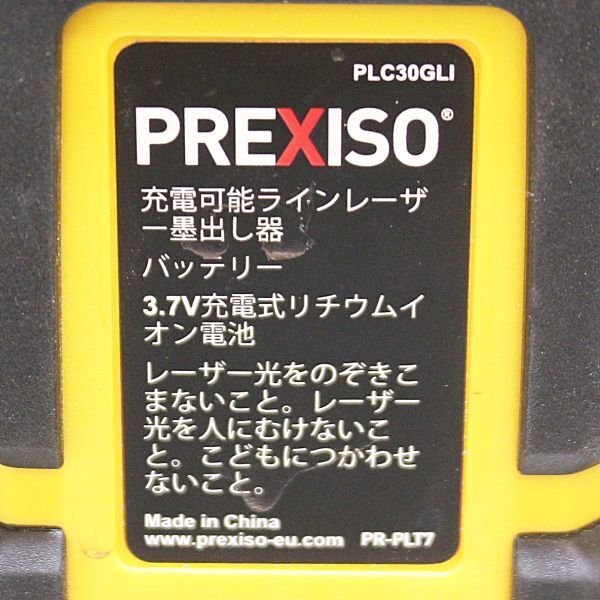 PLC30GLI
PREXISO®
充電可能ラインレーザ
ー墨出し器
バッテリー
3.7V充電式リチウムイ
オン電池
レーザー光をのぞきこ
まないこと。レーザー
光を人にむけないこ
と。こどもにつかわせ
ないこと。
Made in China
www.prexiso-eu.com PR-PLT7